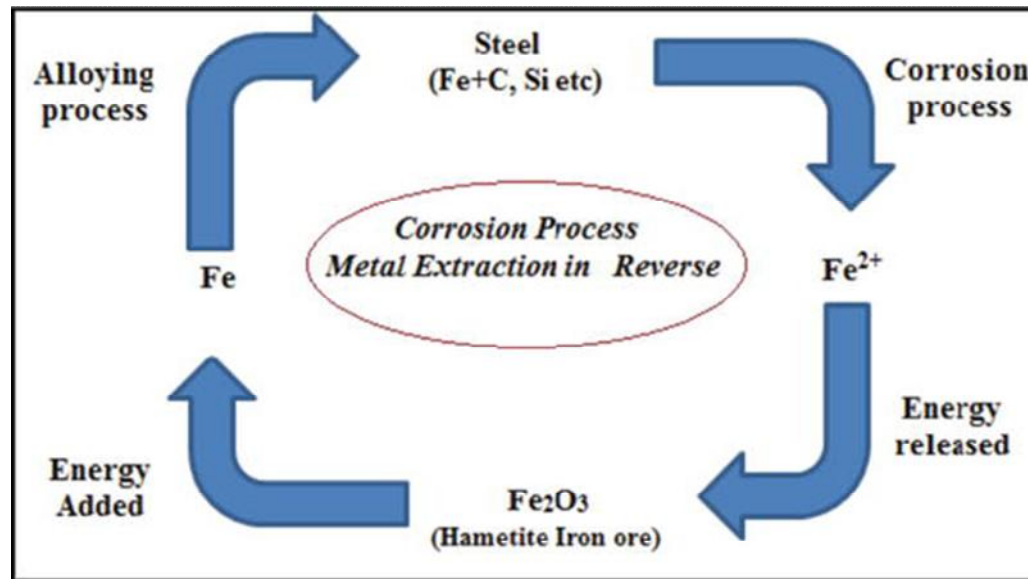 Alloying
process
Steel
(Fe+C, Si etc)
Corrosion
process
Corrosion Process
Metal Extraction in Reverse
Fe
Fe²⁺
Energy
Added
Fe₂O₃
(Hametite Iron ore)
Energy
released